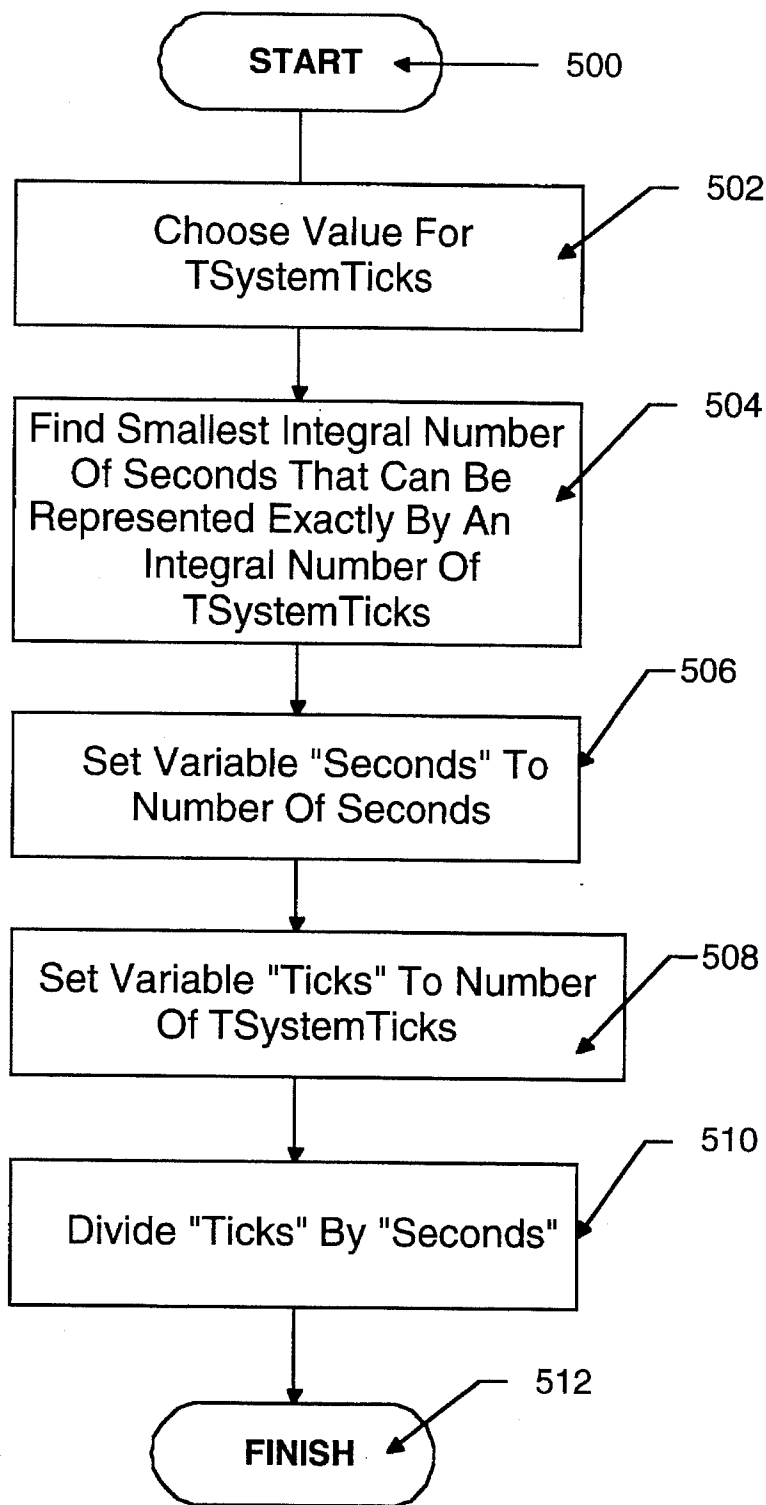 START
500
502
Choose Value For
TSystemTicks
504
Find Smallest Integral Number
Of Seconds That Can Be
Represented Exactly By An
Integral Number Of
TSystemTicks
506
Set Variable "Seconds" To
Number Of Seconds
508
Set Variable "Ticks" To Number
Of TSystemTicks
510
Divide "Ticks" By "Seconds"
512
FINISH